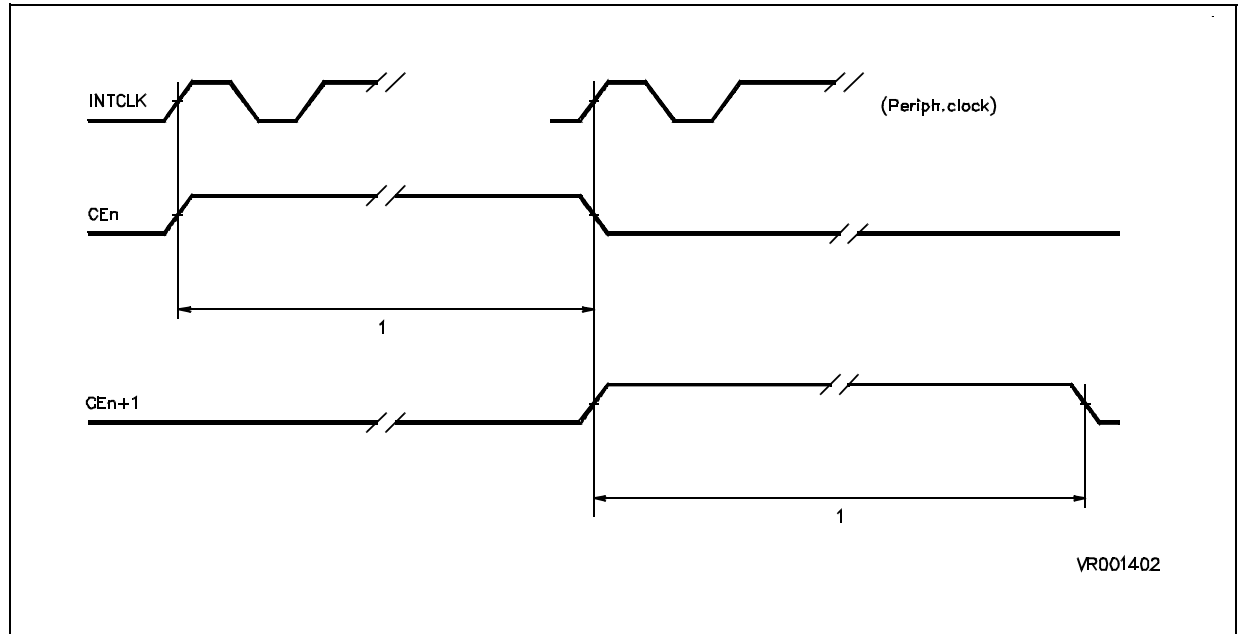 INTCLK
(Periph.clock)
CEn
1
CEn+1
1
VR001402